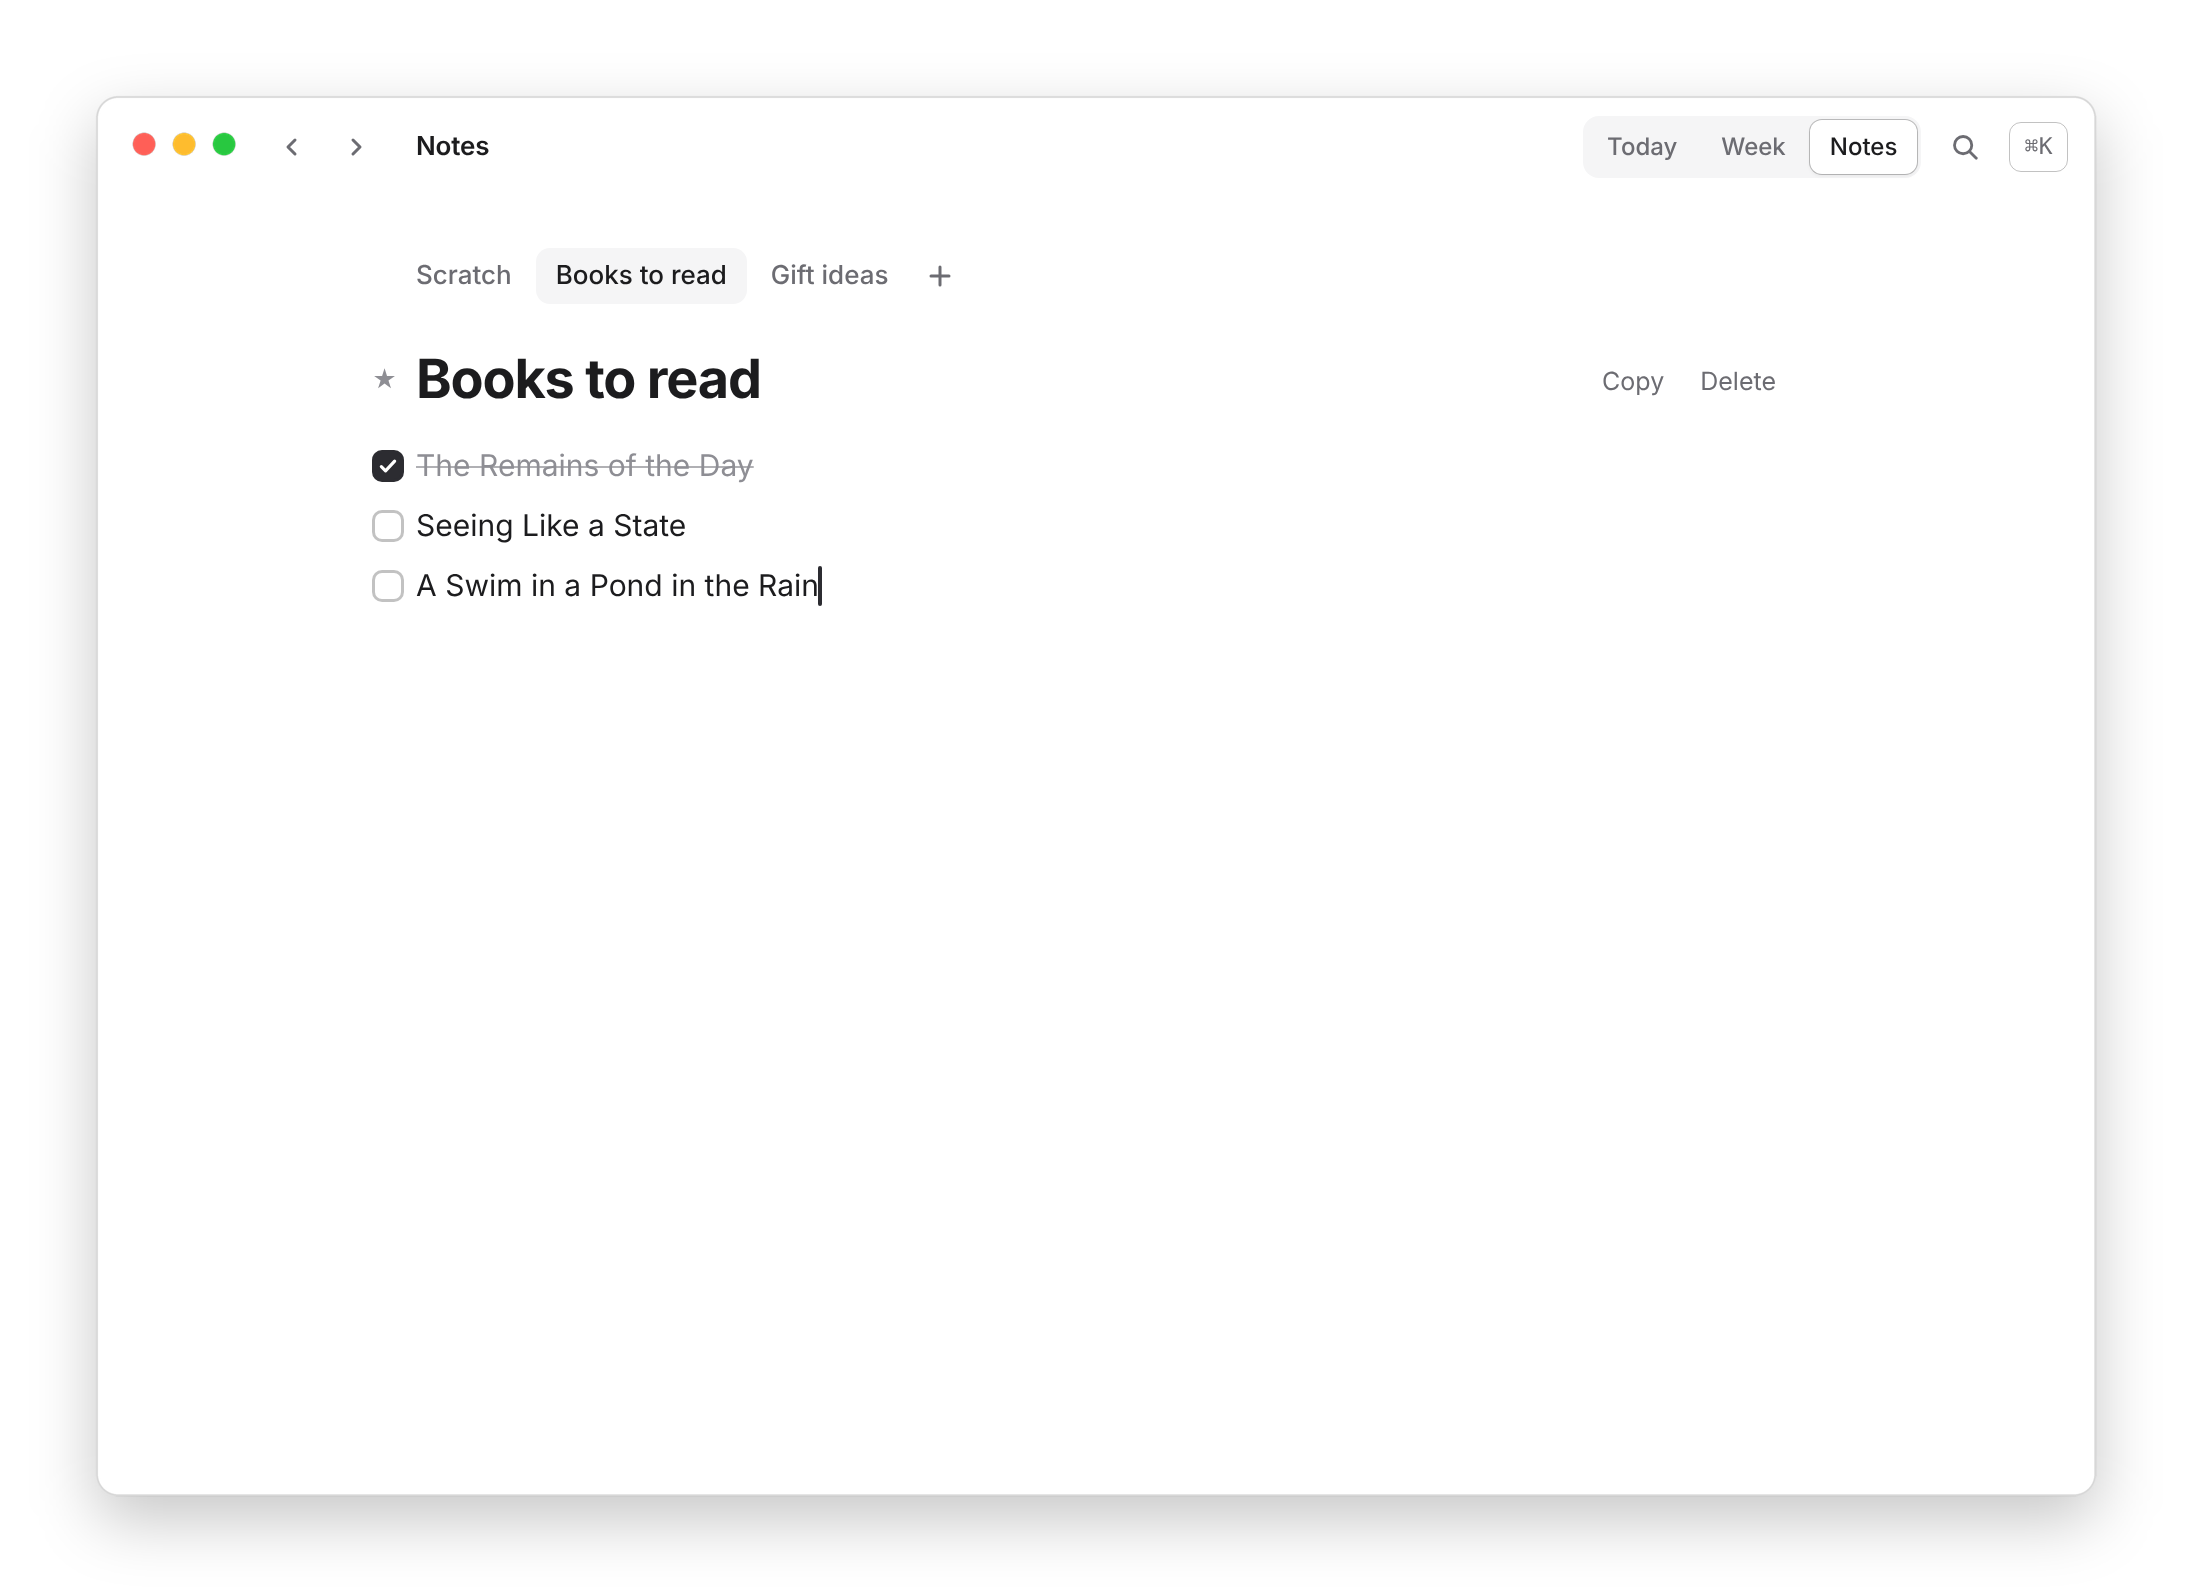 Notes
Today Week Notes ⌘K
Scratch Books to read Gift ideas +
★ Books to read
Copy Delete
The Remains of the Day
Seeing Like a State
A Swim in a Pond in the Rain